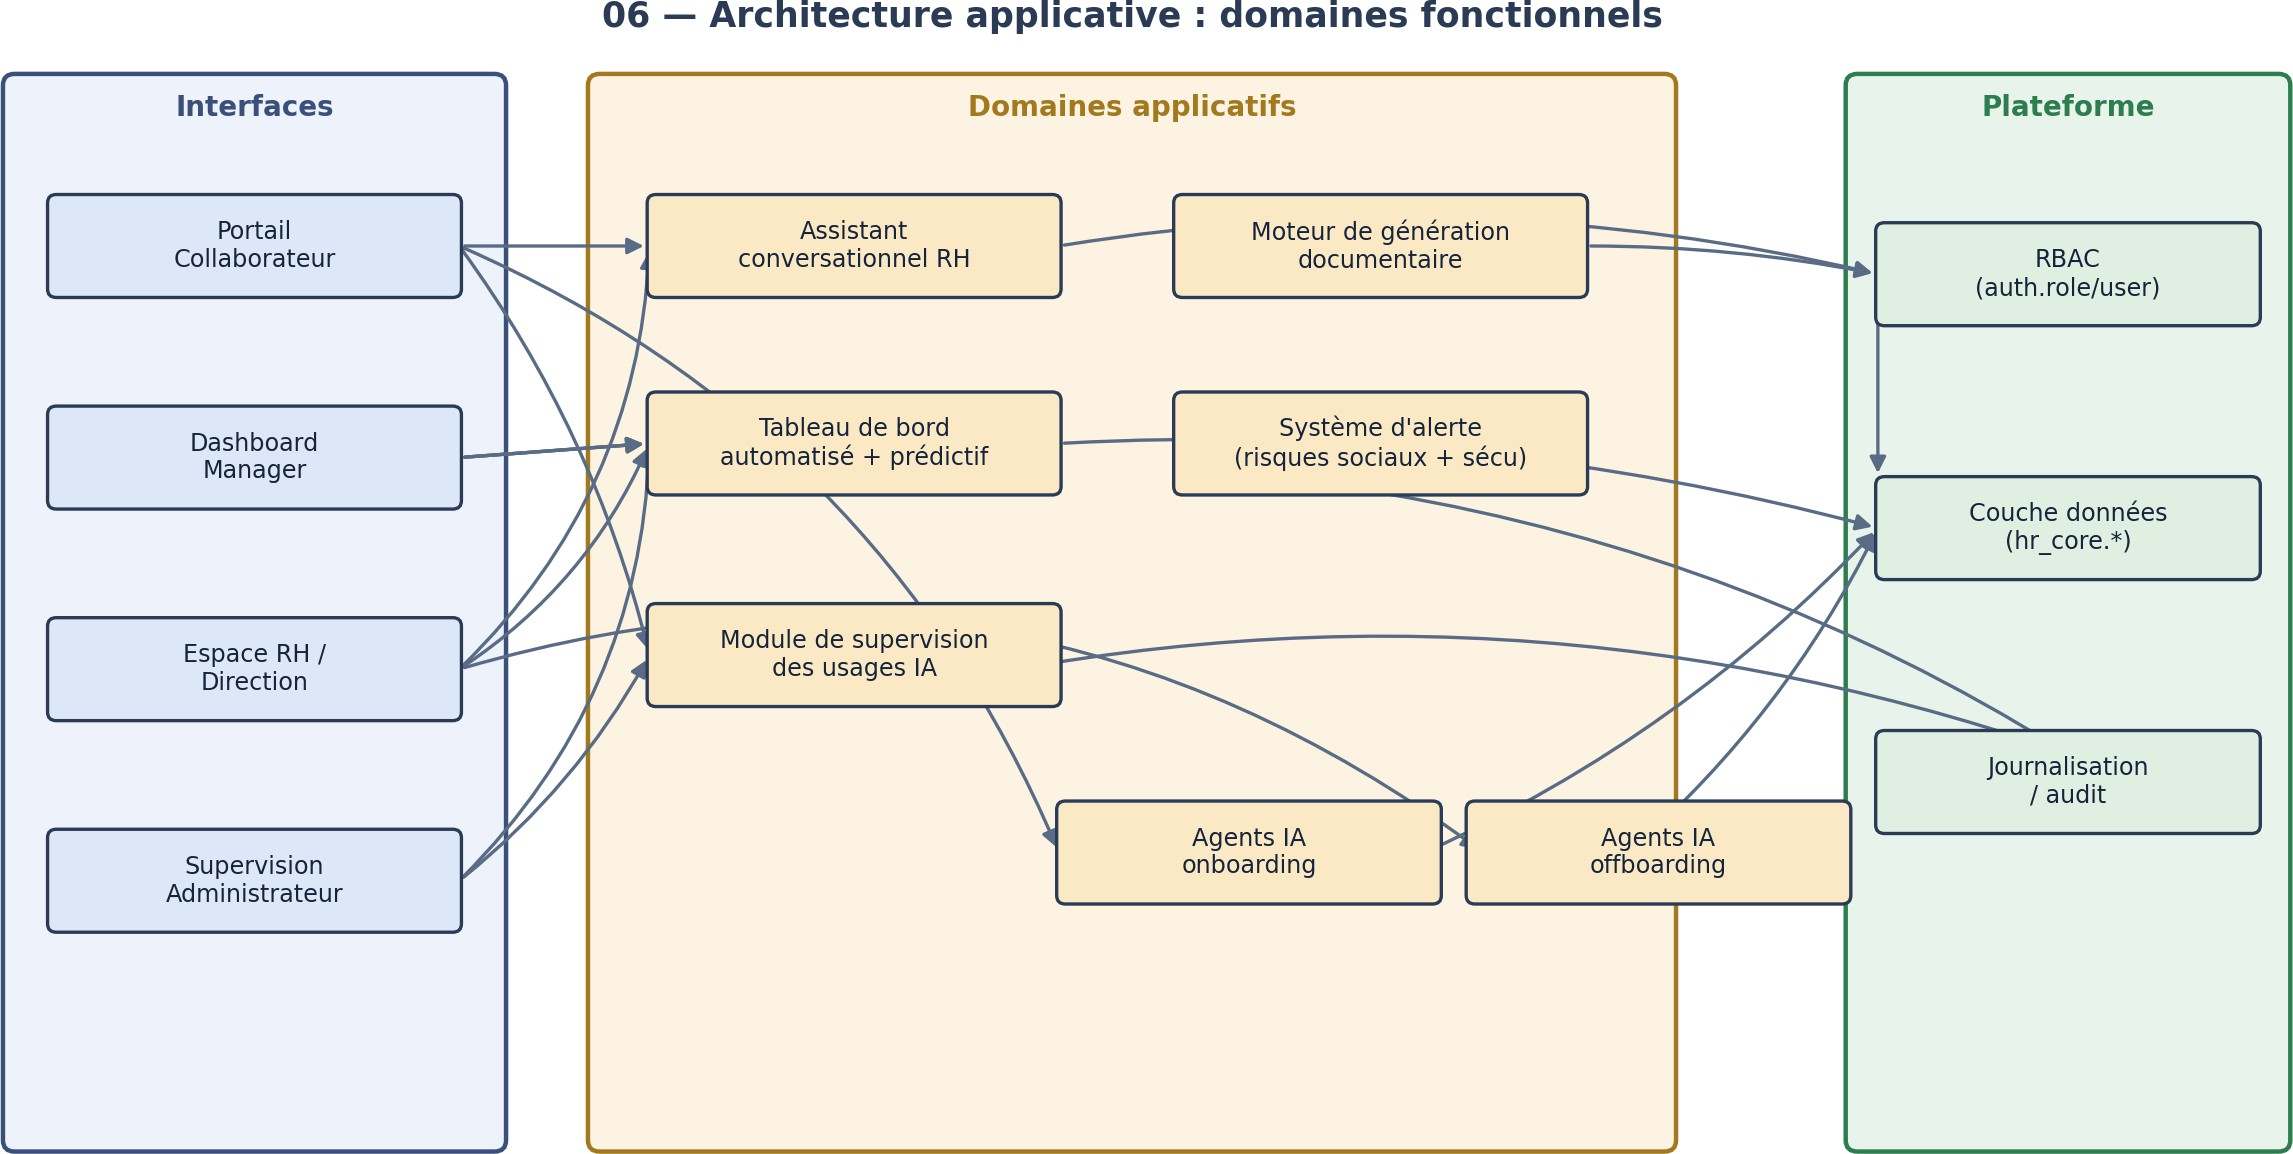 06 — Architecture applicative : domaines fonctionnels
Interfaces
Portail
Collaborateur
Dashboard
Manager
Espace RH /
Direction
Supervision
Administrateur
Domaines applicatifs
Assistant
conversationnel RH
Moteur de génération
documentaire
Tableau de bord
automatisé + prédictif
Système d'alerte
(risques sociaux + sécu)
Module de supervision
des usages IA
Agents IA
onboarding
Agents IA
offboarding
Plateforme
RBAC
(auth.role/user)
Couche données
(hr_core.*)
Journalisation
/ audit